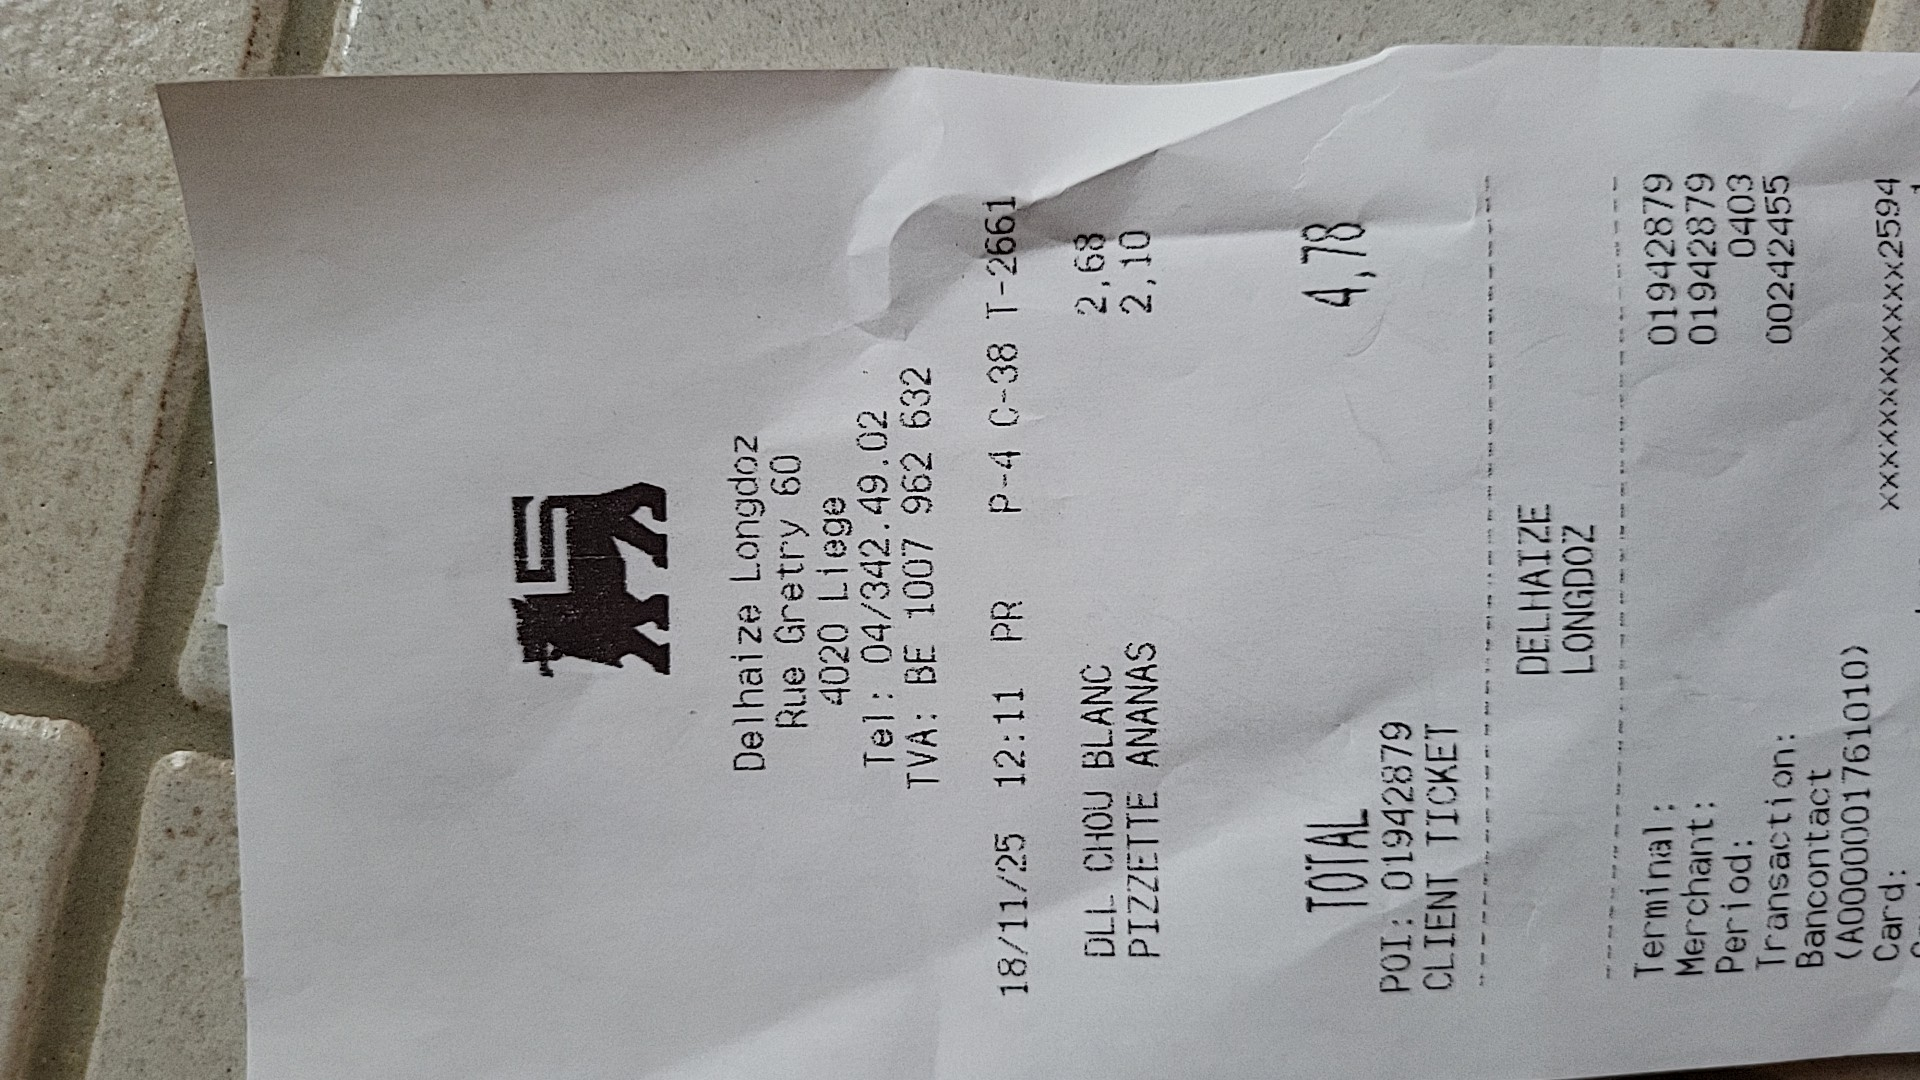 Delhaize Longdoz
Rue Gretry 60
4020 Liege
Tel: 04/342.49.02
TVA: BE 1007 962 632
18/11/25 12:11 PR P-4 C-38 T-2661
DLL CHOU BLANC 2,68
PIZZETTE ANANAS 2,10
TOTAL 4,78
POI: 01942879
CLIENT TICKET
DELHAIZE
LONGDOZ
Terminal: 01942879
Merchant: 01942879
Period: 0403
Transaction: 00242455
Bancontact
(A0000001761010)
Card: xxxxxxxxxxxxx2594